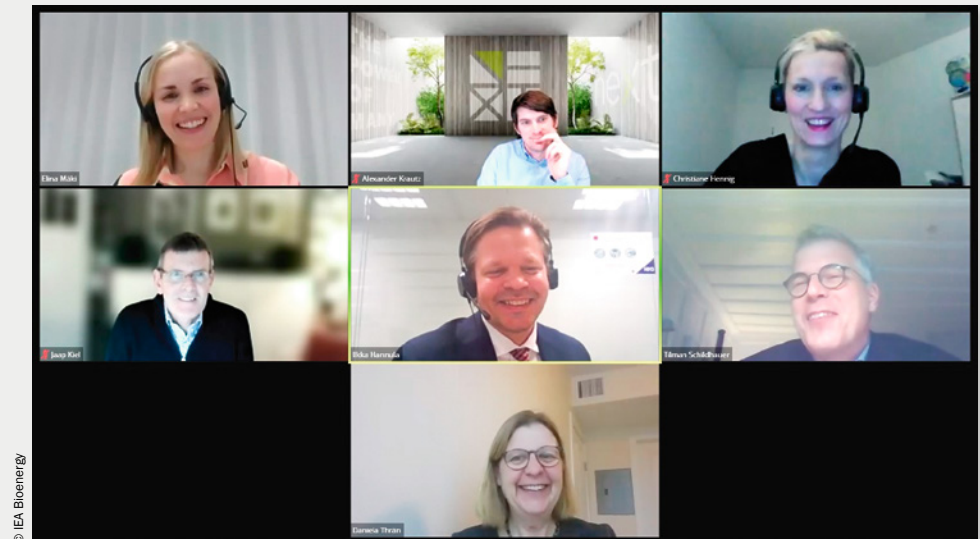 Elina Mäki
Alexander Krautz
Christiane Hennig
Jaap Kiel
Ilkka Hannula
Tilman Schildhauer
Daniela Thrän
© IEA Bioenergy